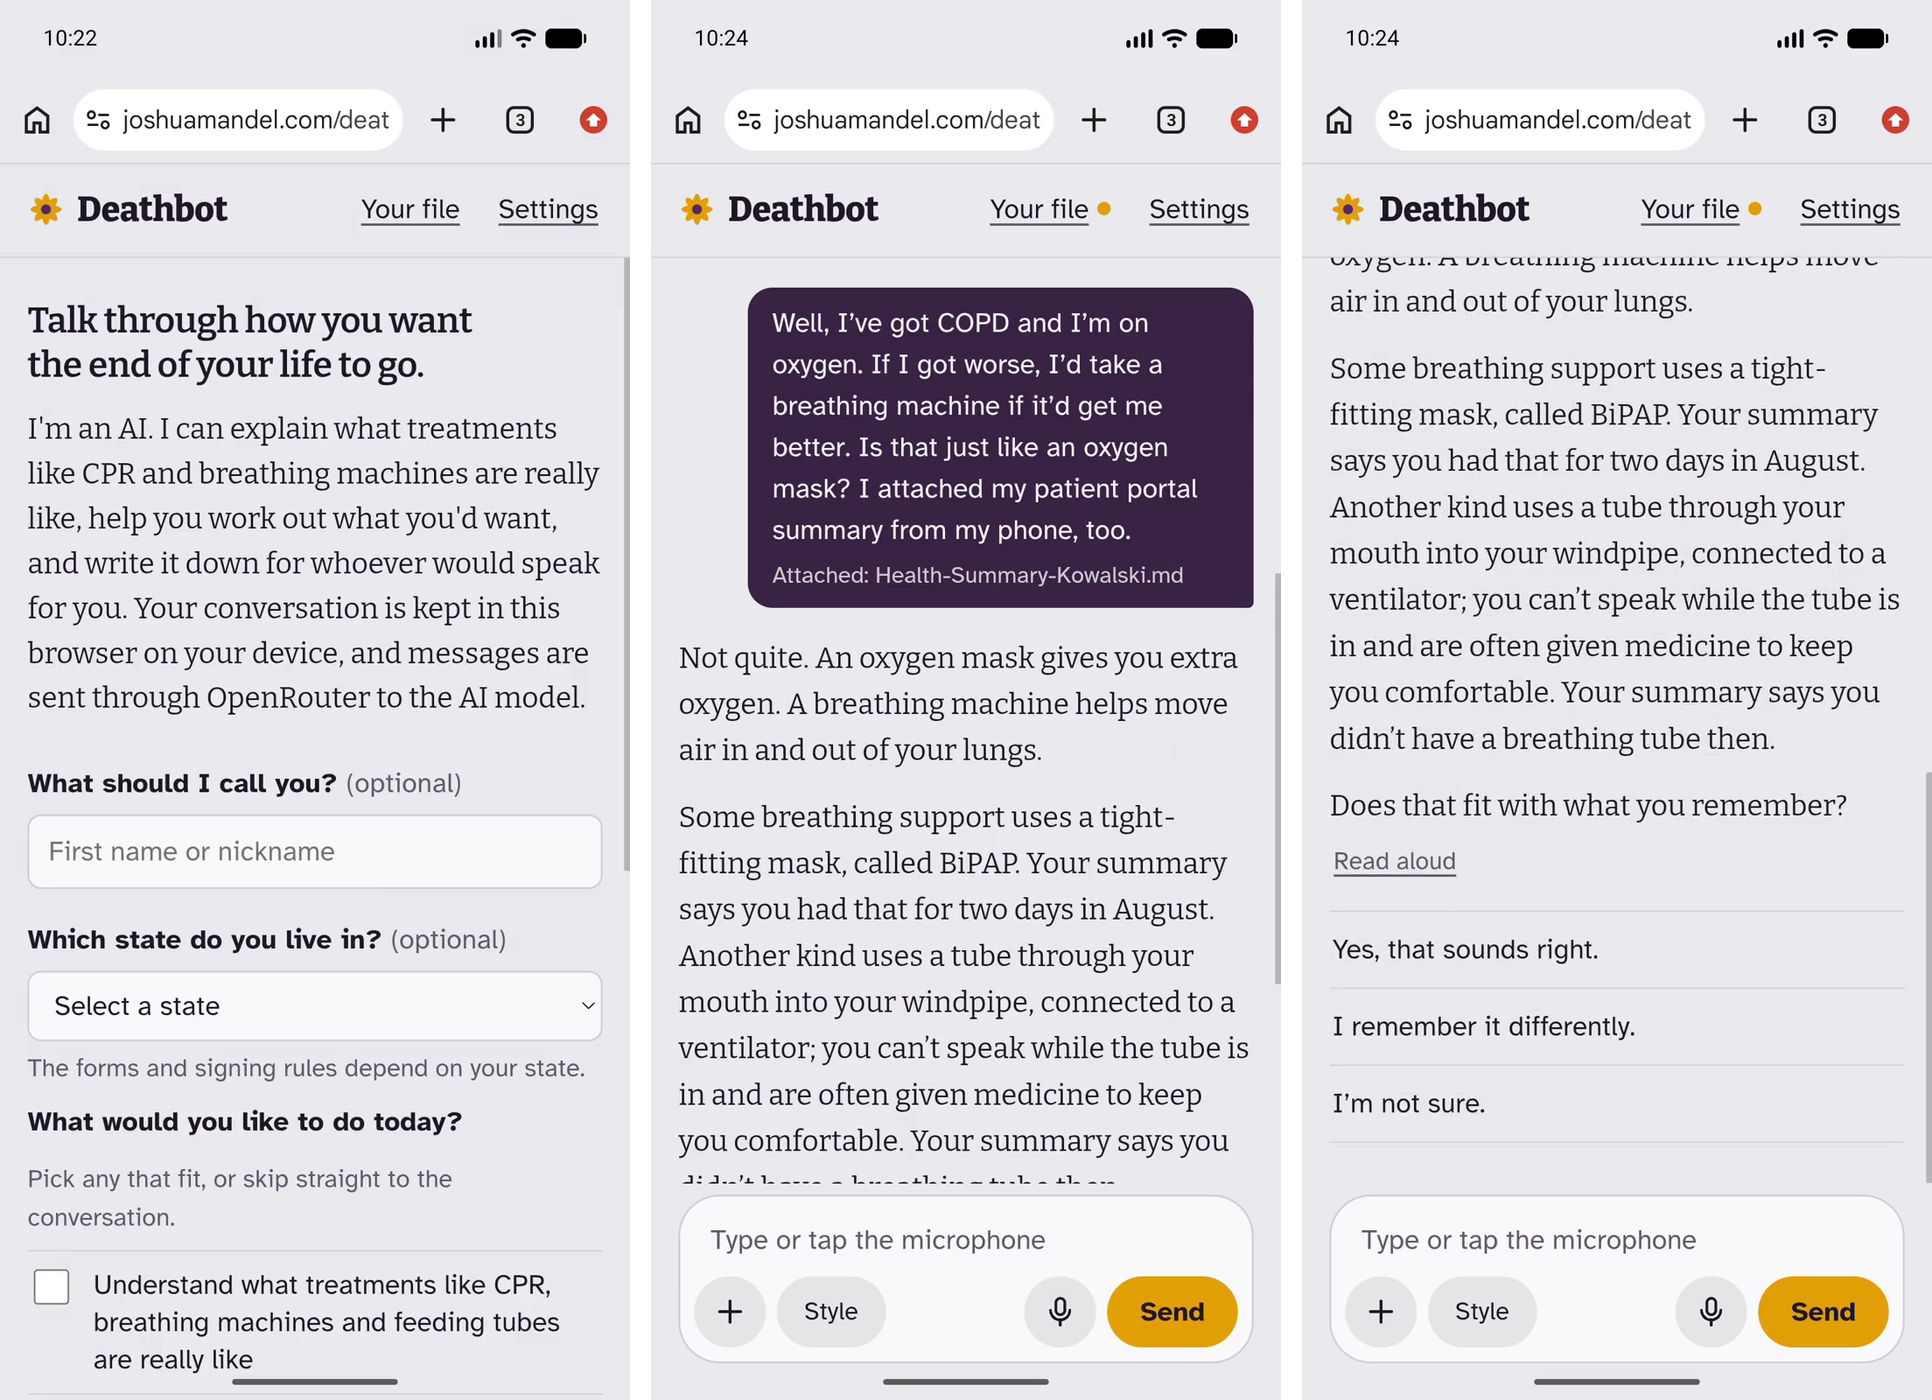 10:22
joshuamandel.com/deat
3
Deathbot
Your file
Settings
Talk through how you want
the end of your life to go.
I'm an AI. I can explain what treatments
like CPR and breathing machines are really
like, help you work out what you'd want,
and write it down for whoever would speak
for you. Your conversation is kept in this
browser on your device, and messages are
sent through OpenRouter to the AI model.
What should I call you? (optional)
First name or nickname
Which state do you live in? (optional)
Select a state
The forms and signing rules depend on your state.
What would you like to do today?
Pick any that fit, or skip straight to the
conversation.
Understand what treatments like CPR,
breathing machines and feeding tubes
are really like
10:24
joshuamandel.com/deat
3
Deathbot
Your file
Settings
Well, I’ve got COPD and I’m on
oxygen. If I got worse, I’d take a
breathing machine if it’d get me
better. Is that just like an oxygen
mask? I attached my patient portal
summary from my phone, too.
Attached: Health-Summary-Kowalski.md
Not quite. An oxygen mask gives you extra
oxygen. A breathing machine helps move
air in and out of your lungs.
Some breathing support uses a tight-
fitting mask, called BiPAP. Your summary
says you had that for two days in August.
Another kind uses a tube through your
mouth into your windpipe, connected to a
ventilator; you can’t speak while the tube is
in and are often given medicine to keep
you comfortable. Your summary says you
didn’t have a breathing tube then.
Type or tap the microphone
Style
Send
10:24
joshuamandel.com/deat
3
Deathbot
Your file
Settings
oxygen. A breathing machine helps move
air in and out of your lungs.
Some breathing support uses a tight-
fitting mask, called BiPAP. Your summary
says you had that for two days in August.
Another kind uses a tube through your
mouth into your windpipe, connected to a
ventilator; you can’t speak while the tube is
in and are often given medicine to keep
you comfortable. Your summary says you
didn’t have a breathing tube then.
Does that fit with what you remember?
Read aloud
Yes, that sounds right.
I remember it differently.
I’m not sure.
Type or tap the microphone
Style
Send